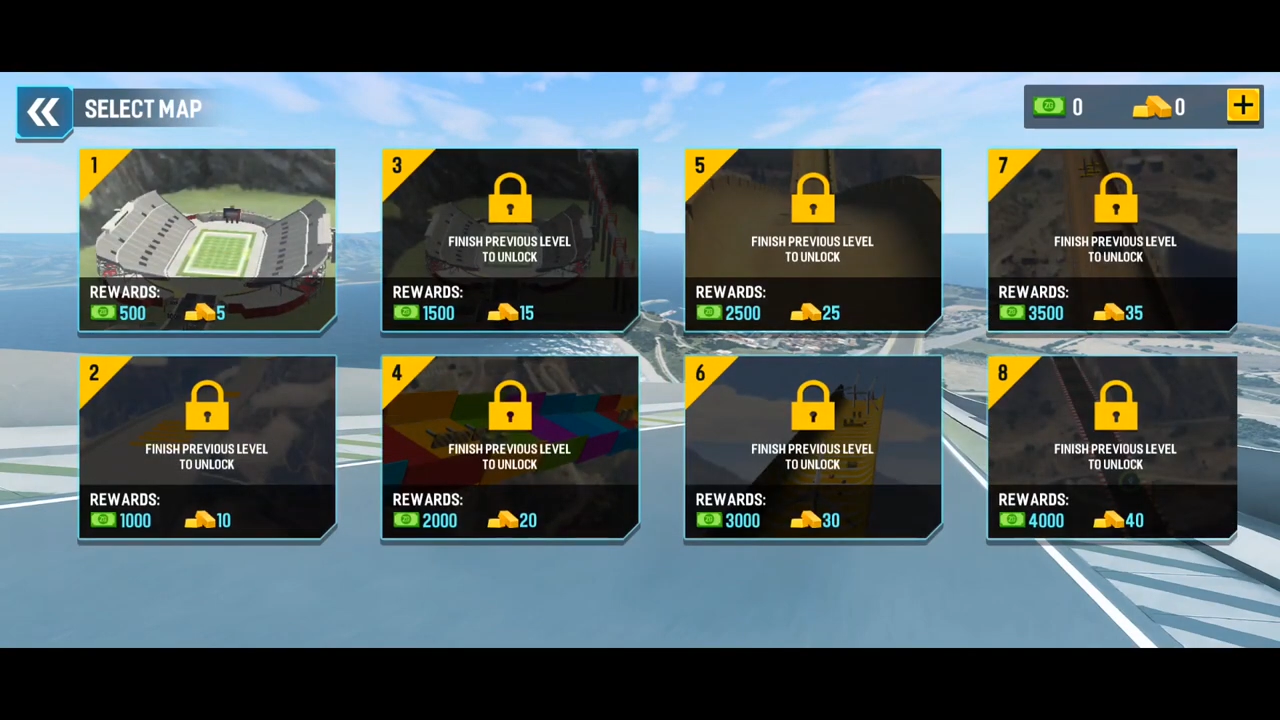 SELECT MAP
0
0
1
REWARDS:
500
5
3
FINISH PREVIOUS LEVEL
TO UNLOCK
REWARDS:
1500
15
5
FINISH PREVIOUS LEVEL
TO UNLOCK
REWARDS:
2500
25
7
FINISH PREVIOUS LEVEL
TO UNLOCK
REWARDS:
3500
35
2
FINISH PREVIOUS LEVEL
TO UNLOCK
REWARDS:
1000
10
4
FINISH PREVIOUS LEVEL
TO UNLOCK
REWARDS:
2000
20
6
FINISH PREVIOUS LEVEL
TO UNLOCK
REWARDS:
3000
30
8
FINISH PREVIOUS LEVEL
TO UNLOCK
REWARDS:
4000
40